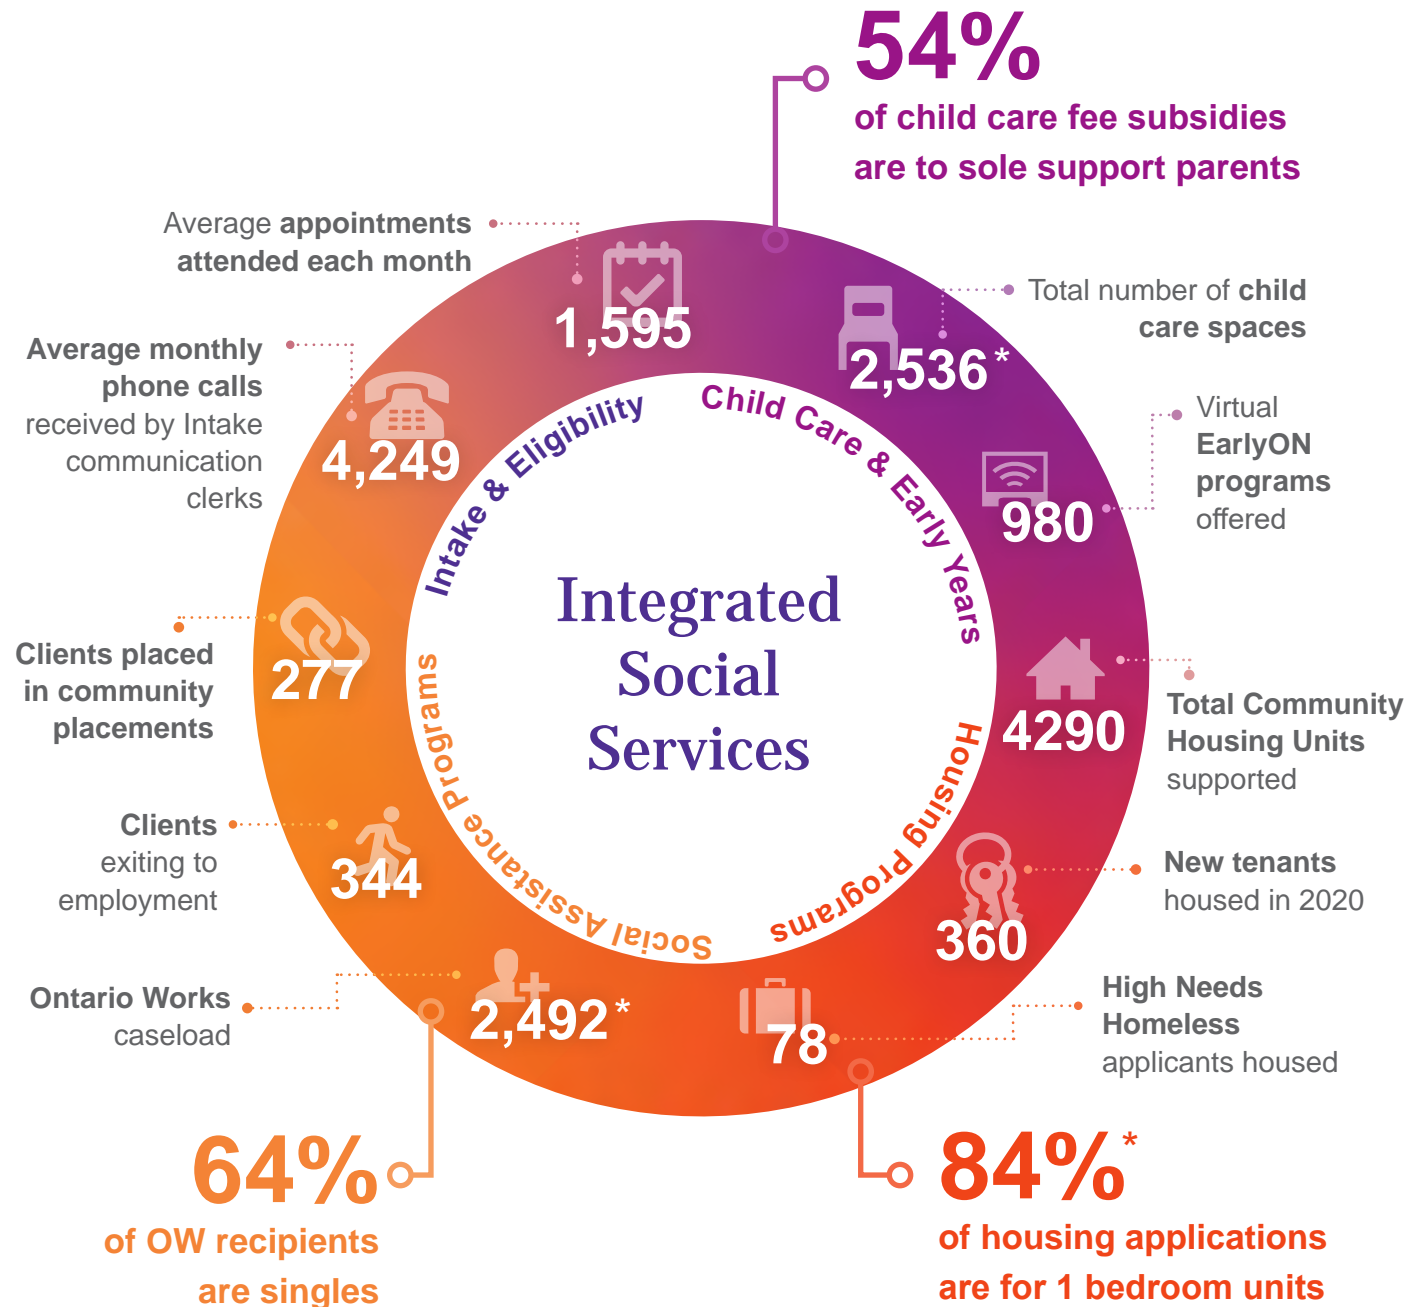 54%
of child care fee subsidies
are to sole support parents
Average appointments
attended each month
1,595
Total number of child
care spaces
2,536*
Average monthly
phone calls
received by Intake
communication
clerks
4,249
Virtual
EarlyON
programs
offered
980
Intake & Eligibility
Child Care & Early Years
Integrated
Social
Services
Clients placed
in community
placements
277
4290
Total Community
Housing Units
supported
Social Assistance Programs
Housing Programs
Clients
exiting to
employment
344
New tenants
housed in 2020
360
Ontario Works
caseload
2,492*
78
High Needs
Homeless
applicants housed
64%
of OW recipients
are singles
84%*
of housing applications
are for 1 bedroom units